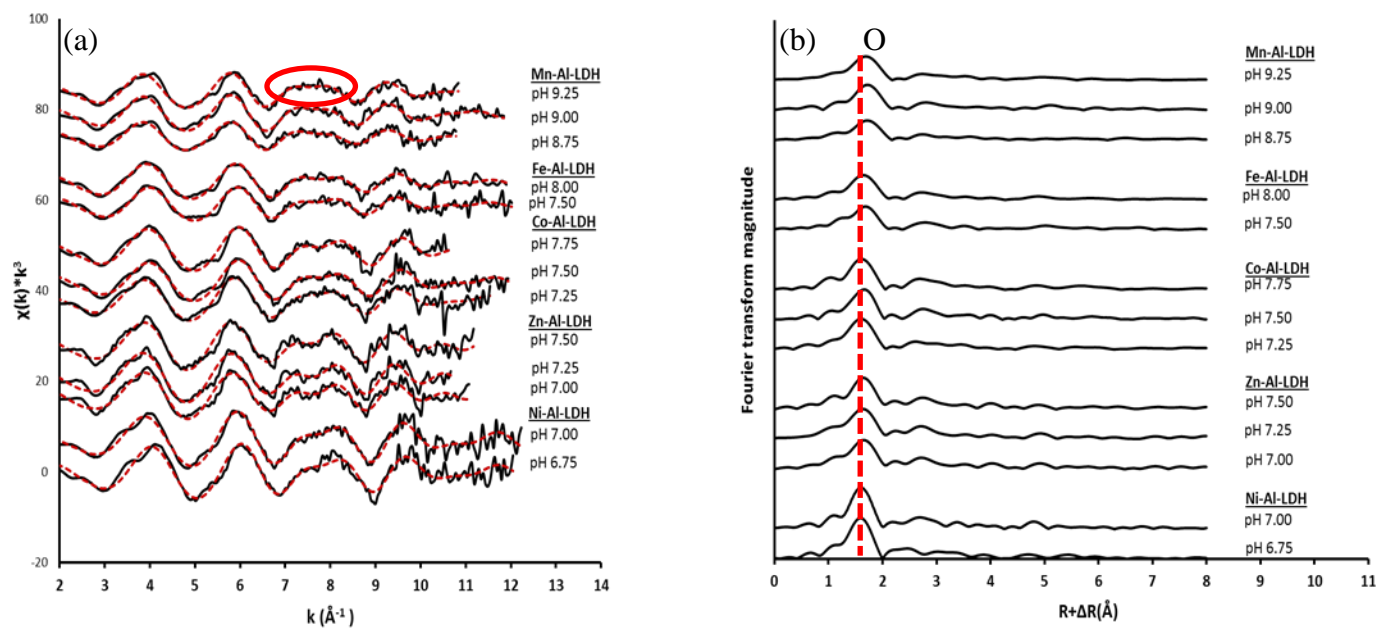 (a)
100
80
60
40
20
0
-20
χ(k)*k³
2 3 4 5 6 7 8 9 10 11 12 13 14
k (Å⁻¹)
Mn-Al-LDH
pH 9.25
pH 9.00
pH 8.75
Fe-Al-LDH
pH 8.00
pH 7.50
Co-Al-LDH
pH 7.75
pH 7.50
pH 7.25
Zn-Al-LDH
pH 7.50
pH 7.25
pH 7.00
Ni-Al-LDH
pH 7.00
pH 6.75
(b) O
Fourier transform magnitude
Mn-Al-LDH
pH 9.25
pH 9.00
pH 8.75
Fe-Al-LDH
pH 8.00
pH 7.50
Co-Al-LDH
pH 7.75
pH 7.50
pH 7.25
Zn-Al-LDH
pH 7.50
pH 7.25
pH 7.00
Ni-Al-LDH
pH 7.00
pH 6.75
0 1 2 3 4 5 6 7 8 9 10 11
R+ΔR(Å)